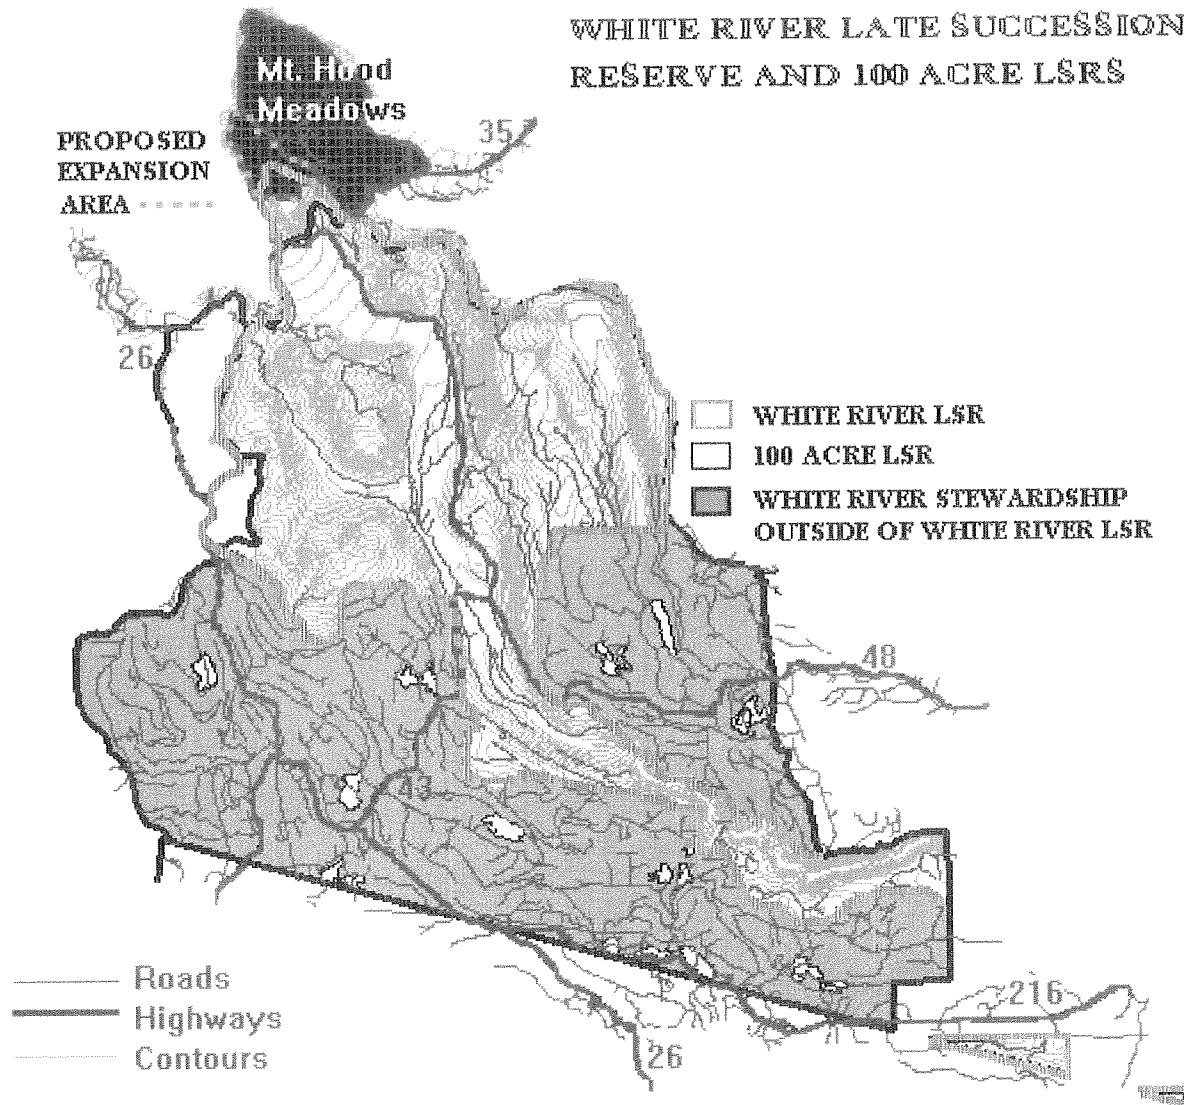 WHITE RIVER LATE SUCCESSION
RESERVE AND 100 ACRE LSRS
Mt. Hood
Meadows
PROPOSED
EXPANSION
AREA
35
26
WHITE RIVER LSR
100 ACRE LSR
WHITE RIVER STEWARDSHIP
OUTSIDE OF WHITE RIVER LSR
48
43
Roads
Highways
Contours
216
26